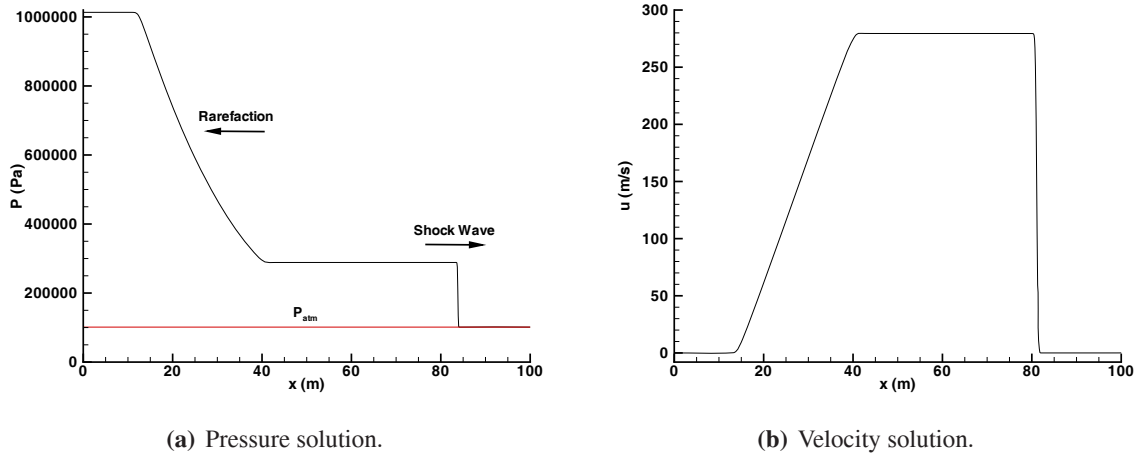 1000000
800000
600000
400000
200000
0
P (Pa)
Rarefaction
Shock Wave
Patm
0 20 40 60 80 100
x (m)
(a) Pressure solution.
300
250
200
150
100
50
0
u (m/s)
0 20 40 60 80 100
x (m)
(b) Velocity solution.